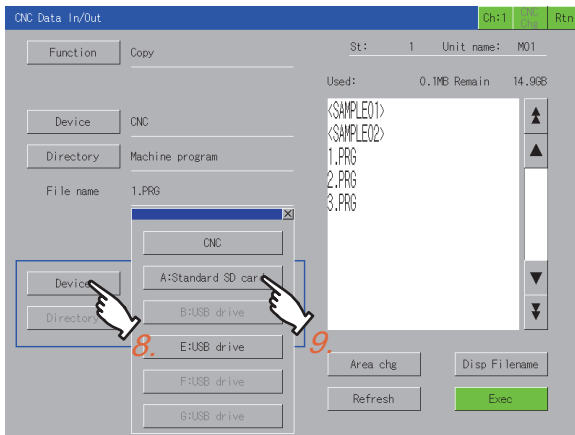 CNC Data In/Out
Ch:1
CNC Chg
Rtn
Function
Copy
St: 1 Unit name: M01
Used: 0.1MB Remain 14.9GB
Device
CNC
Directory
Machine program
File name
1.PRG
<SAMPLE01>
<SAMPLE02>
1.PRG
2.PRG
3.PRG
Device
Directory
8.
CNC
A:Standard SD card
B:USB drive
E:USB drive
F:USB drive
G:USB drive
9.
Area chg
Disp Filename
Refresh
Exec